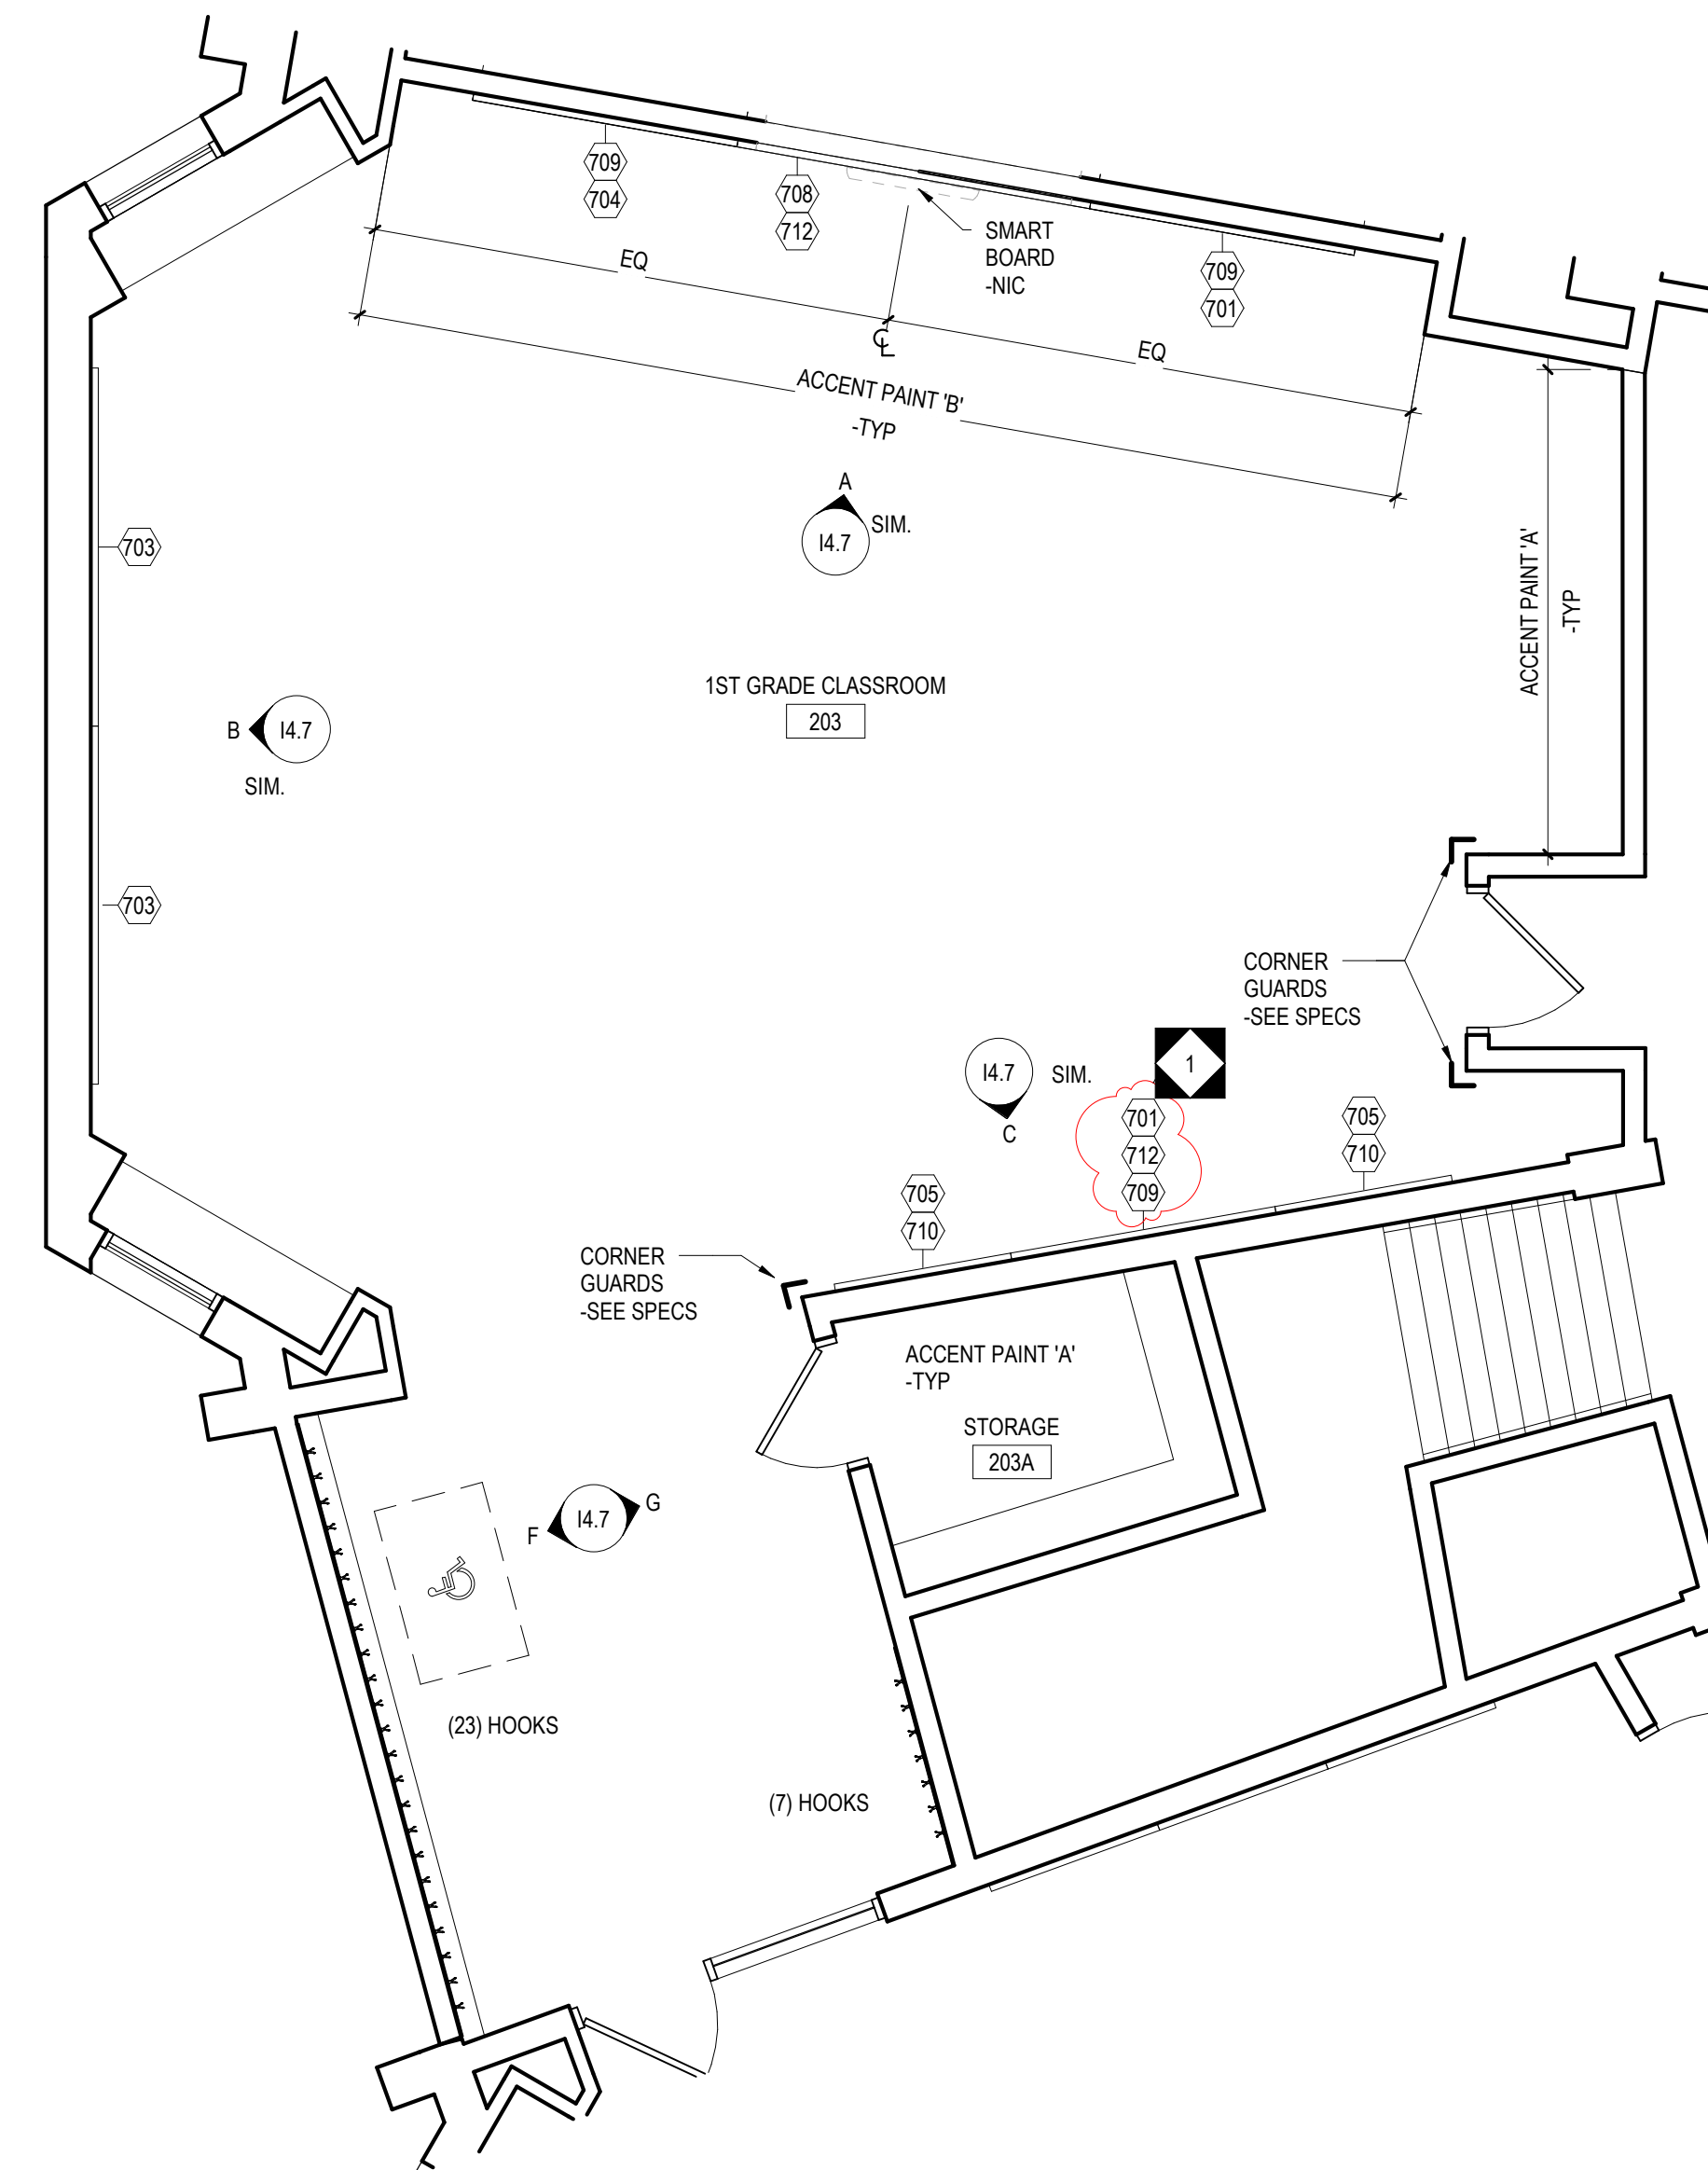 709
704
708
712
SMART
BOARD
-NIC
709
701
EQ
℄
EQ
ACCENT PAINT 'B'
-TYP
A
I4.7
SIM.
703
ACCENT PAINT 'A'
-TYP
1ST GRADE CLASSROOM
203
B
I4.7
SIM.
703
CORNER
GUARDS
-SEE SPECS
1
I4.7
SIM.
C
701
712
709
705
710
705
710
CORNER
GUARDS
-SEE SPECS
ACCENT PAINT 'A'
-TYP
STORAGE
203A
F
I4.7
G
(23) HOOKS
(7) HOOKS